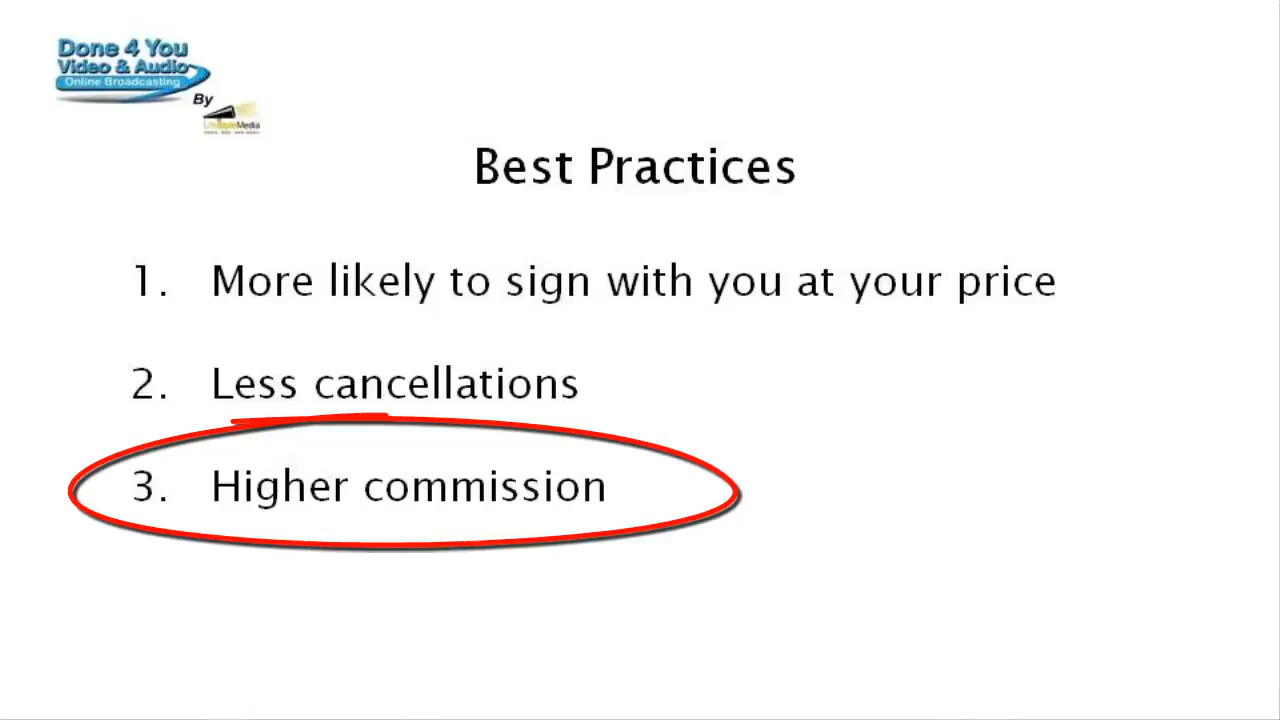 Done 4 You
Video & Audio
Online Broadcasting
By
Media
Best Practices
1. More likely to sign with you at your price
2. Less cancellations
3. Higher commission